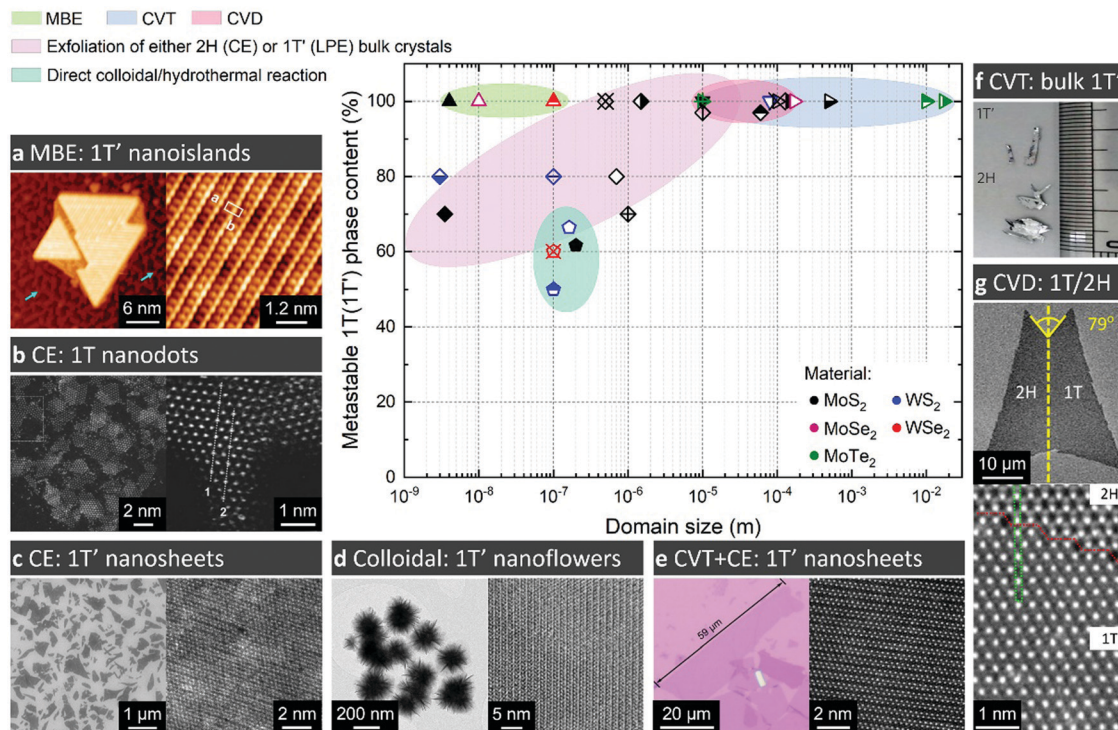 MBE CVT CVD
Exfoliation of either 2H (CE) or 1T' (LPE) bulk crystals
Direct colloidal/hydrothermal reaction
a MBE: 1T’ nanoislands
a
b
6 nm
1.2 nm
b CE: 1T nanodots
1
2
2 nm
1 nm
c CE: 1T’ nanosheets
1 μm
2 nm
Metastable 1T(1T') phase content (%)
100
80
60
40
20
0
10⁻⁹ 10⁻⁸ 10⁻⁷ 10⁻⁶ 10⁻⁵ 10⁻⁴ 10⁻³ 10⁻²
Domain size (m)
Material:
MoS₂ WS₂
MoSe₂ WSe₂
MoTe₂
d Colloidal: 1T’ nanoflowers
200 nm
5 nm
e CVT+CE: 1T’ nanosheets
59 μm
20 μm
2 nm
f CVT: bulk 1T’
1T'
2H
g CVD: 1T/2H
79°
2H 1T
10 μm
2H
1T
1 nm